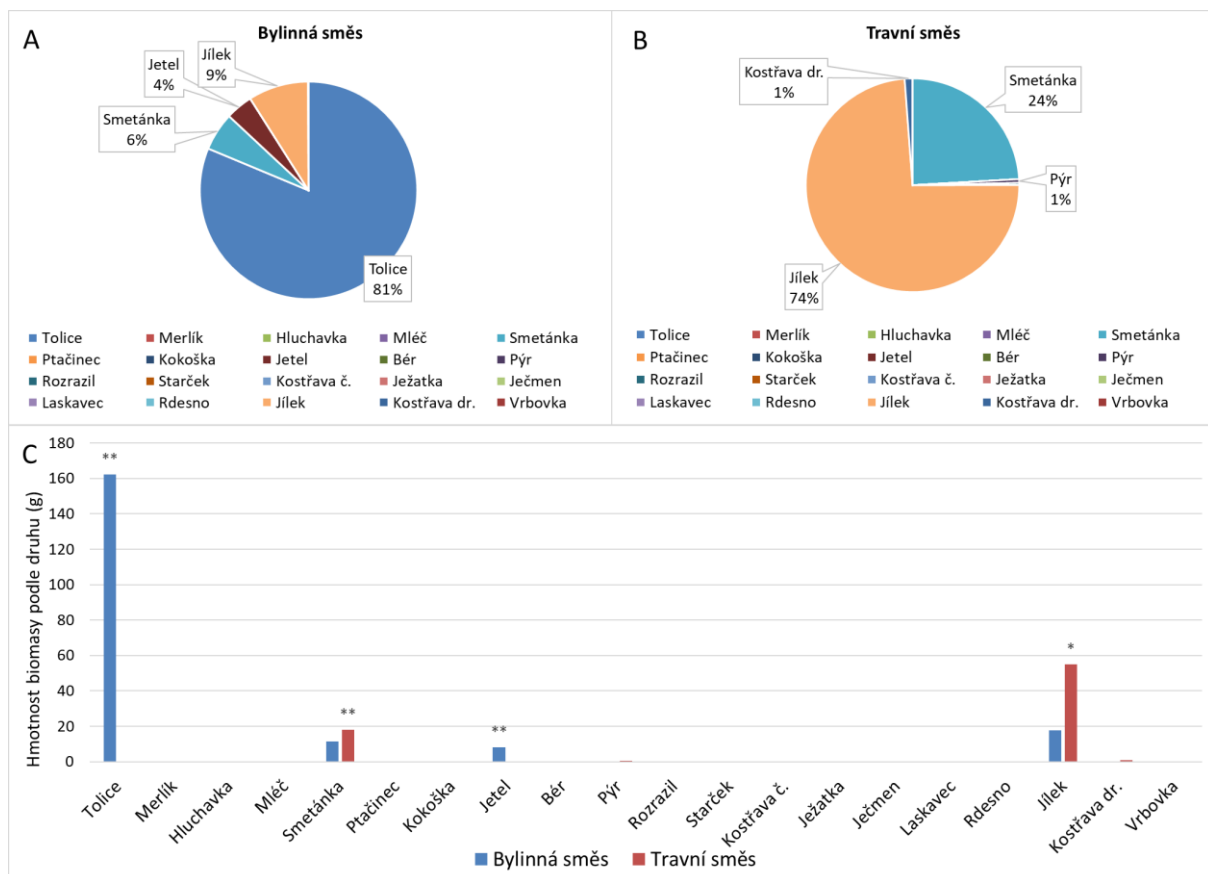 A
Bylinná směs
Jílek
9%
Jetel
4%
Smetánka
6%
Tolice
81%
Tolice Merlík Hluchavka Mléč Smetánka
Ptačinec Kokoška Jetel Bér Pýr
Rozrazil Starček Kostřava č. Ježatka Ječmen
Laskavec Rdesno Jílek Kostřava dr. Vrbovka
B
Travní směs
Kostřava dr.
1%
Smetánka
24%
Pýr
1%
Jílek
74%
Tolice Merlík Hluchavka Mléč Smetánka
Ptačinec Kokoška Jetel Bér Pýr
Rozrazil Starček Kostřava č. Ježatka Ječmen
Laskavec Rdesno Jílek Kostřava dr. Vrbovka
C
Hmotnost biomasy podle druhu (g)
180
160
140
120
100
80
60
40
20
0
**
**
**
*
Tolice
Merlík
Hluchavka
Mléč
Smetánka
Ptačinec
Kokoška
Jetel
Bér
Pýr
Rozrazil
Starček
Kostřava č.
Ježatka
Ječmen
Laskavec
Rdesno
Jílek
Kostřava dr.
Vrbovka
Bylinná směs Travní směs